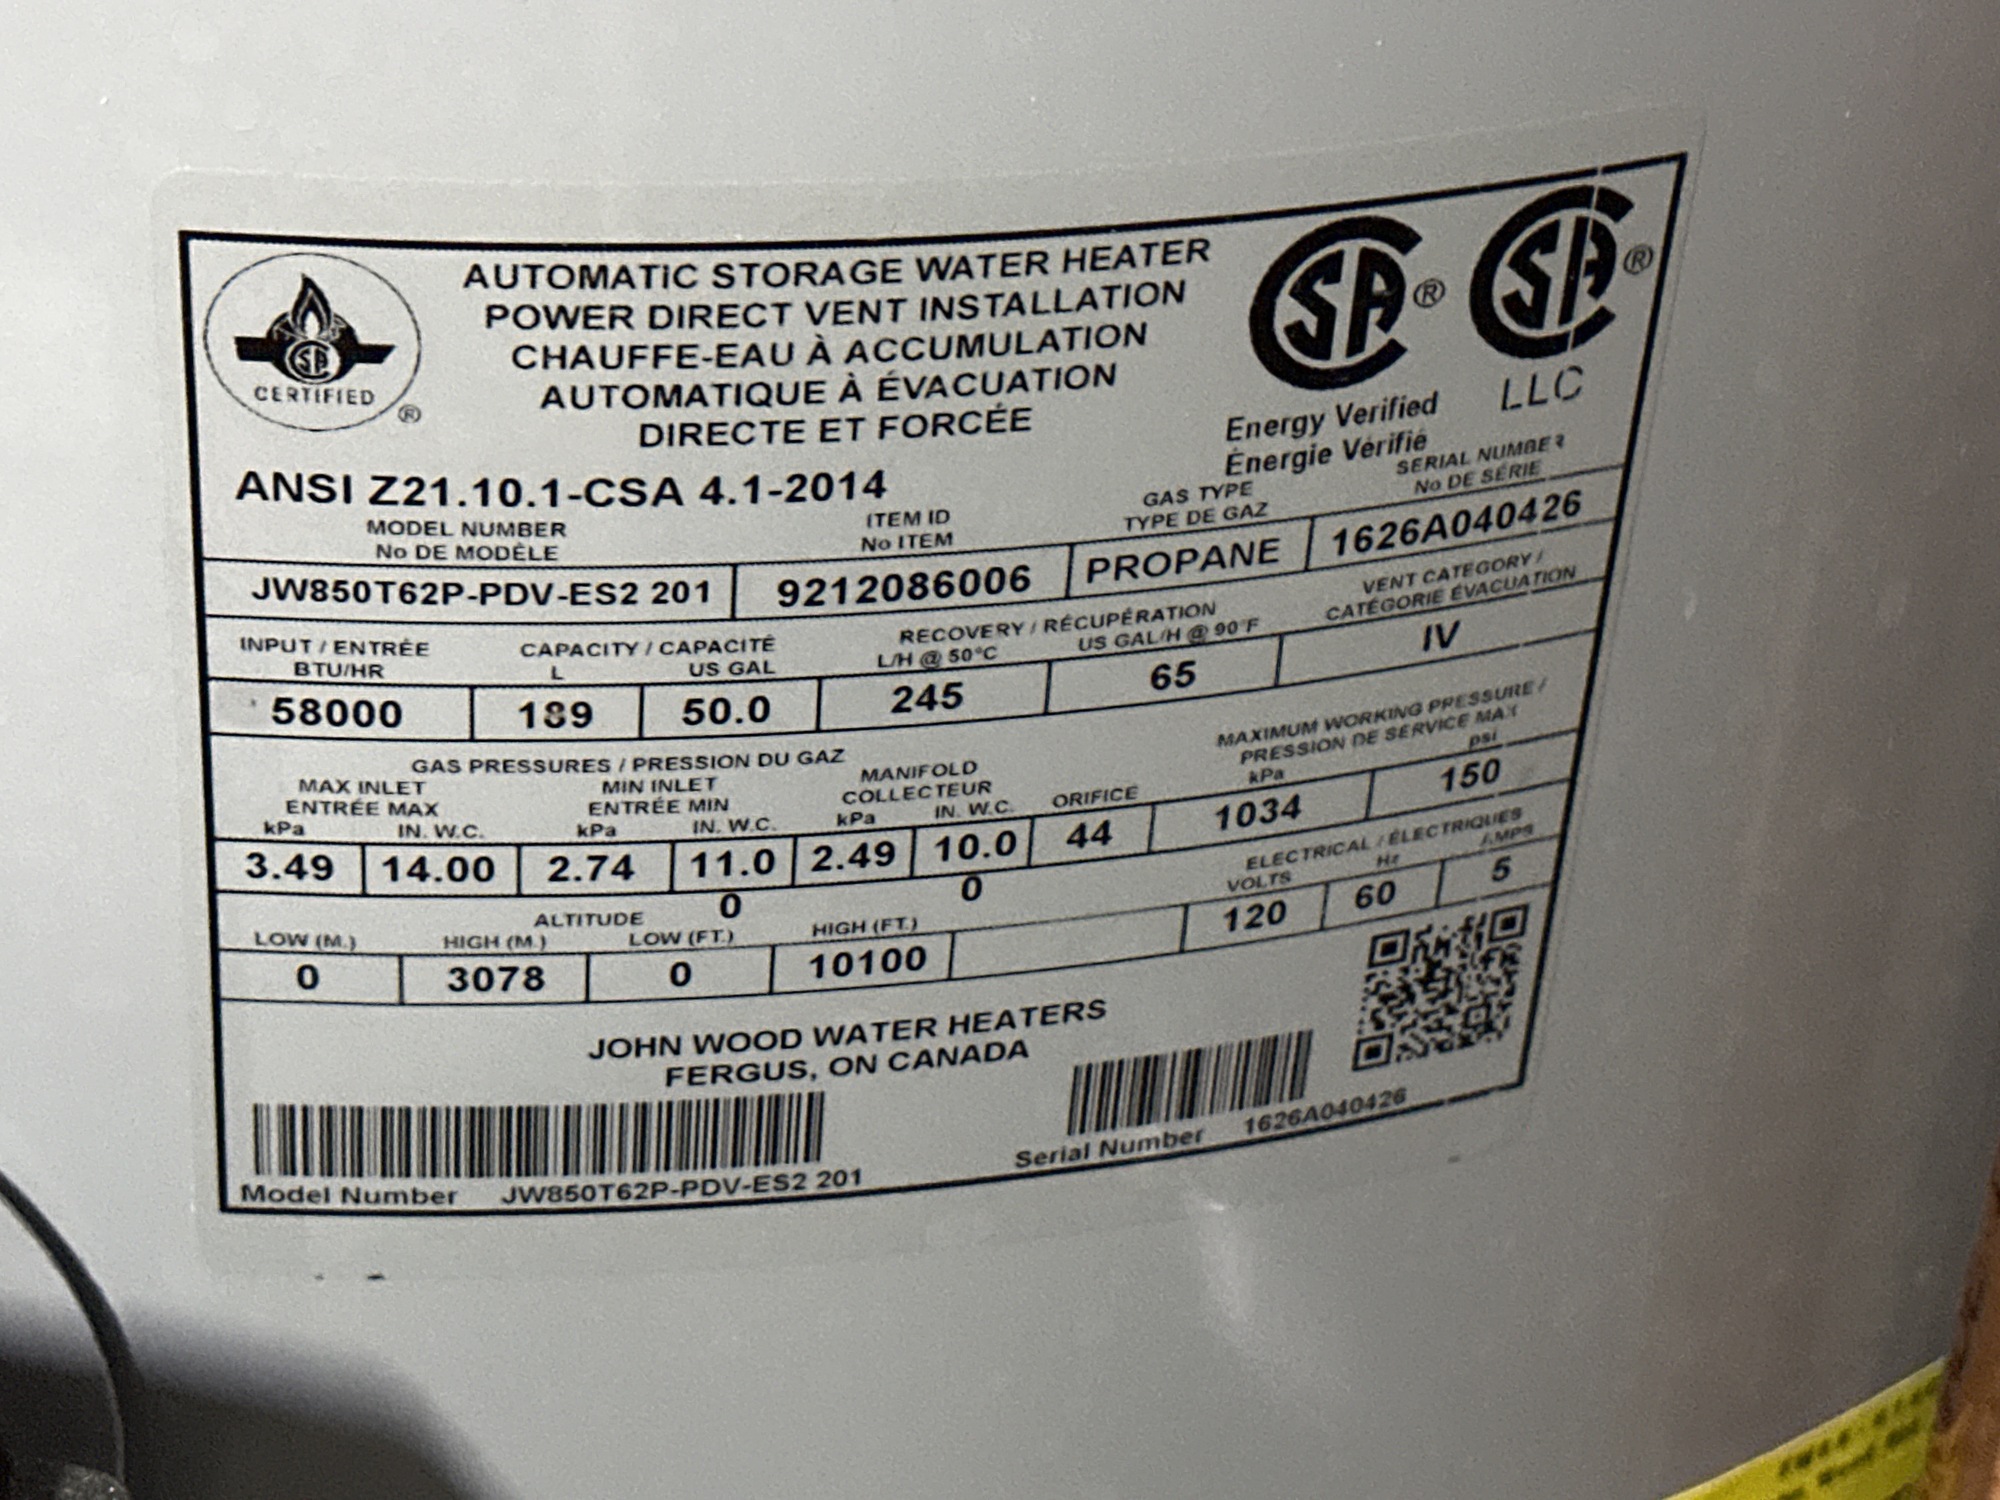 AUTOMATIC STORAGE WATER HEATER
POWER DIRECT VENT INSTALLATION
CHAUFFE-EAU À ACCUMULATION
AUTOMATIQUE À ÉVACUATION
DIRECTE ET FORCÉE
CSA
CERTIFIED ®
CSA ®
Energy Verified
Énergie Vérifié
CSA ®
LLC
ANSI Z21.10.1-CSA 4.1-2014
MODEL NUMBER
No DE MODÈLE
ITEM ID
No ITEM
GAS TYPE
TYPE DE GAZ
SERIAL NUMBER
No DE SÉRIE
JW850T62P-PDV-ES2 201 9212086006 PROPANE 1626A040426
INPUT / ENTRÉE
BTU/HR
CAPACITY / CAPACITÉ
L US GAL
RECOVERY / RÉCUPÉRATION
L/H @ 50°C US GAL/H @ 90°F
VENT CATEGORY /
CATÉGORIE ÉVACUATION
58000 189 50.0 245 65 IV
GAS PRESSURES / PRESSION DU GAZ
MAX INLET
ENTRÉE MAX
kPa IN. W.C.
MIN INLET
ENTRÉE MIN
kPa IN. W.C.
MANIFOLD
COLLECTEUR
kPa IN. W.C.
ORIFICE
MAXIMUM WORKING PRESSURE /
PRESSION DE SERVICE MAX
kPa psi
3.49 14.00 2.74 11.0 2.49 10.0 44 1034 150
0 0
ELECTRICAL / ÉLECTRIQUES
VOLTS Hz AMPS
120 60 5
ALTITUDE
LOW (M.) HIGH (M.) LOW (FT.) HIGH (FT.)
0 3078 0 10100
JOHN WOOD WATER HEATERS
FERGUS, ON CANADA
Model Number JW850T62P-PDV-ES2 201
Serial Number 1626A040426